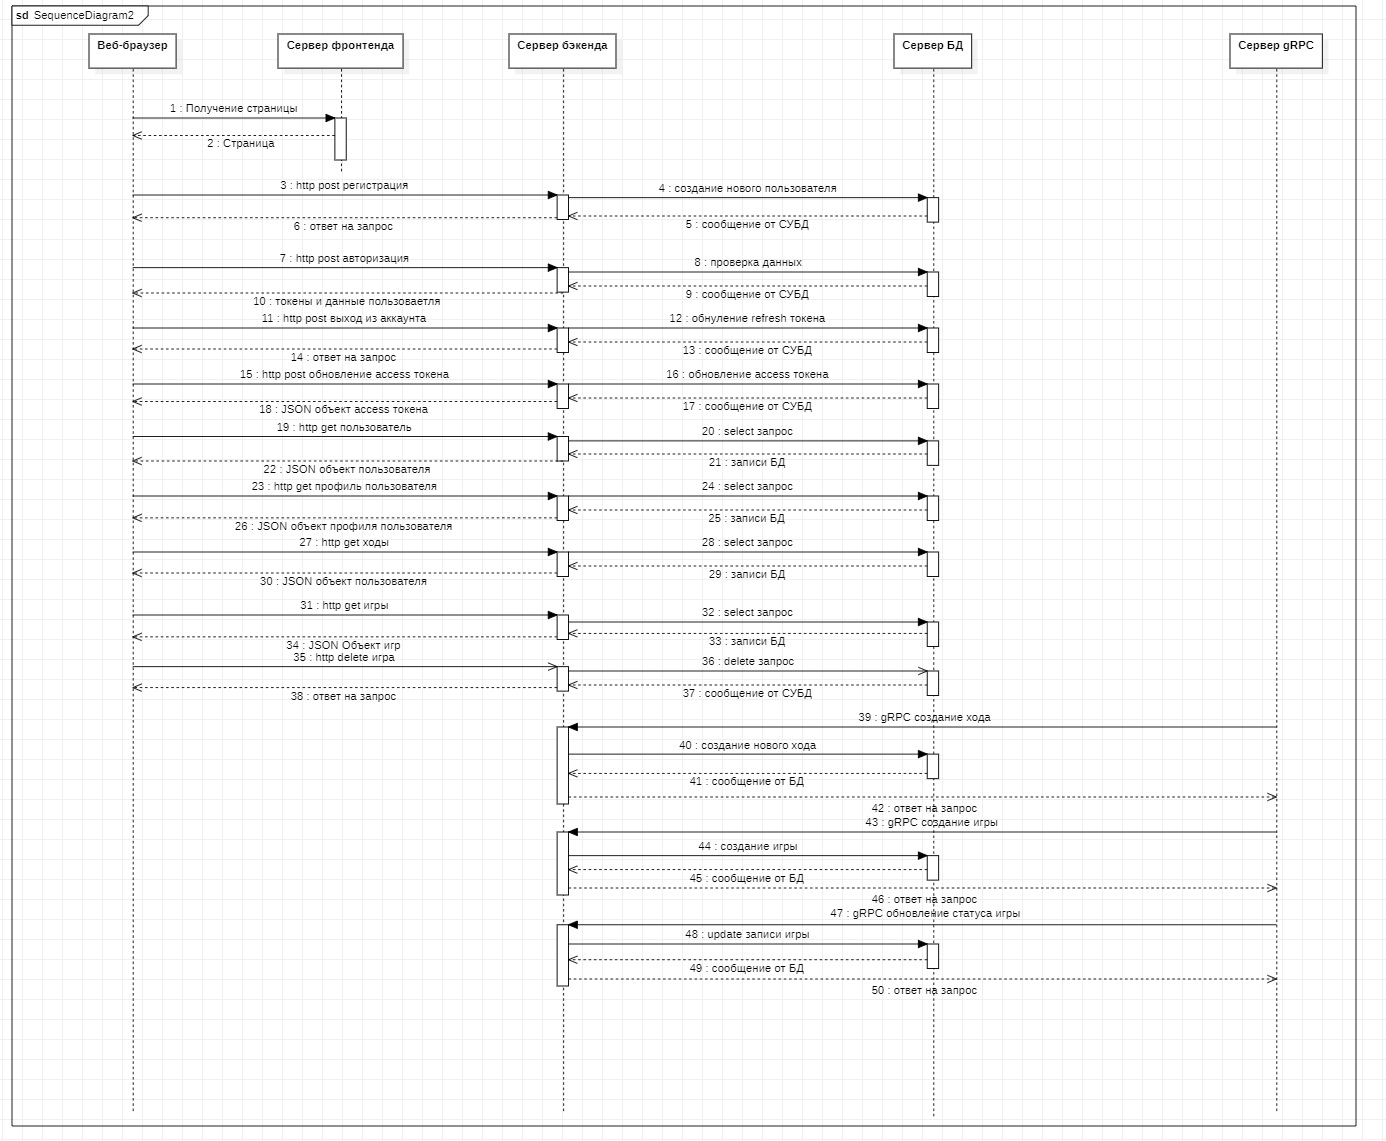 sd SequenceDiagram2
Веб-браузер
Сервер фронтенда
Сервер бэкенда
Сервер БД
Сервер gRPC
1 : Получение страницы
2 : Страница
3 : http post регистрация
4 : создание нового пользователя
5 : сообщение от СУБД
6 : ответ на запрос
7 : http post авторизация
8 : проверка данных
9 : сообщение от СУБД
10 : токены и данные пользоваетля
11 : http post выход из аккаунта
12 : обнуление refresh токена
13 : сообщение от СУБД
14 : ответ на запрос
15 : http post обновление access токена
16 : обновление access токена
17 : сообщение от СУБД
18 : JSON объект access токена
19 : http get пользователь
20 : select запрос
21 : записи БД
22 : JSON объект пользователя
23 : http get профиль пользователя
24 : select запрос
25 : записи БД
26 : JSON объект профиля пользователя
27 : http get ходы
28 : select запрос
29 : записи БД
30 : JSON объект пользователя
31 : http get игры
32 : select запрос
33 : записи БД
34 : JSON Объект игр
35 : http delete игра
36 : delete запрос
37 : сообщение от СУБД
38 : ответ на запрос
39 : gRPC создание хода
40 : создание нового хода
41 : сообщение от БД
42 : ответ на запрос
43 : gRPC создание игры
44 : создание игры
45 : сообщение от БД
46 : ответ на запрос
47 : gRPC обновление статуса игры
48 : update записи игры
49 : сообщение от БД
50 : ответ на запрос